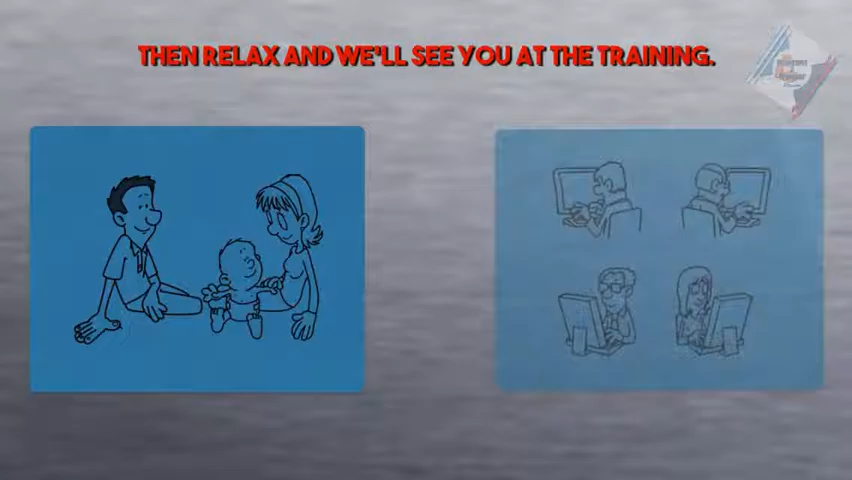 THEN RELAX AND WE'LL SEE YOU AT THE TRAINING.